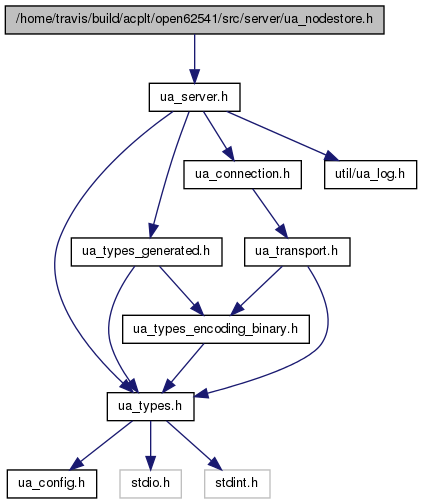 /home/travis/build/acplt/open62541/src/server/ua_nodestore.h
ua_server.h
ua_connection.h
util/ua_log.h
ua_types_generated.h
ua_transport.h
ua_types_encoding_binary.h
ua_types.h
ua_config.h
stdio.h
stdint.h